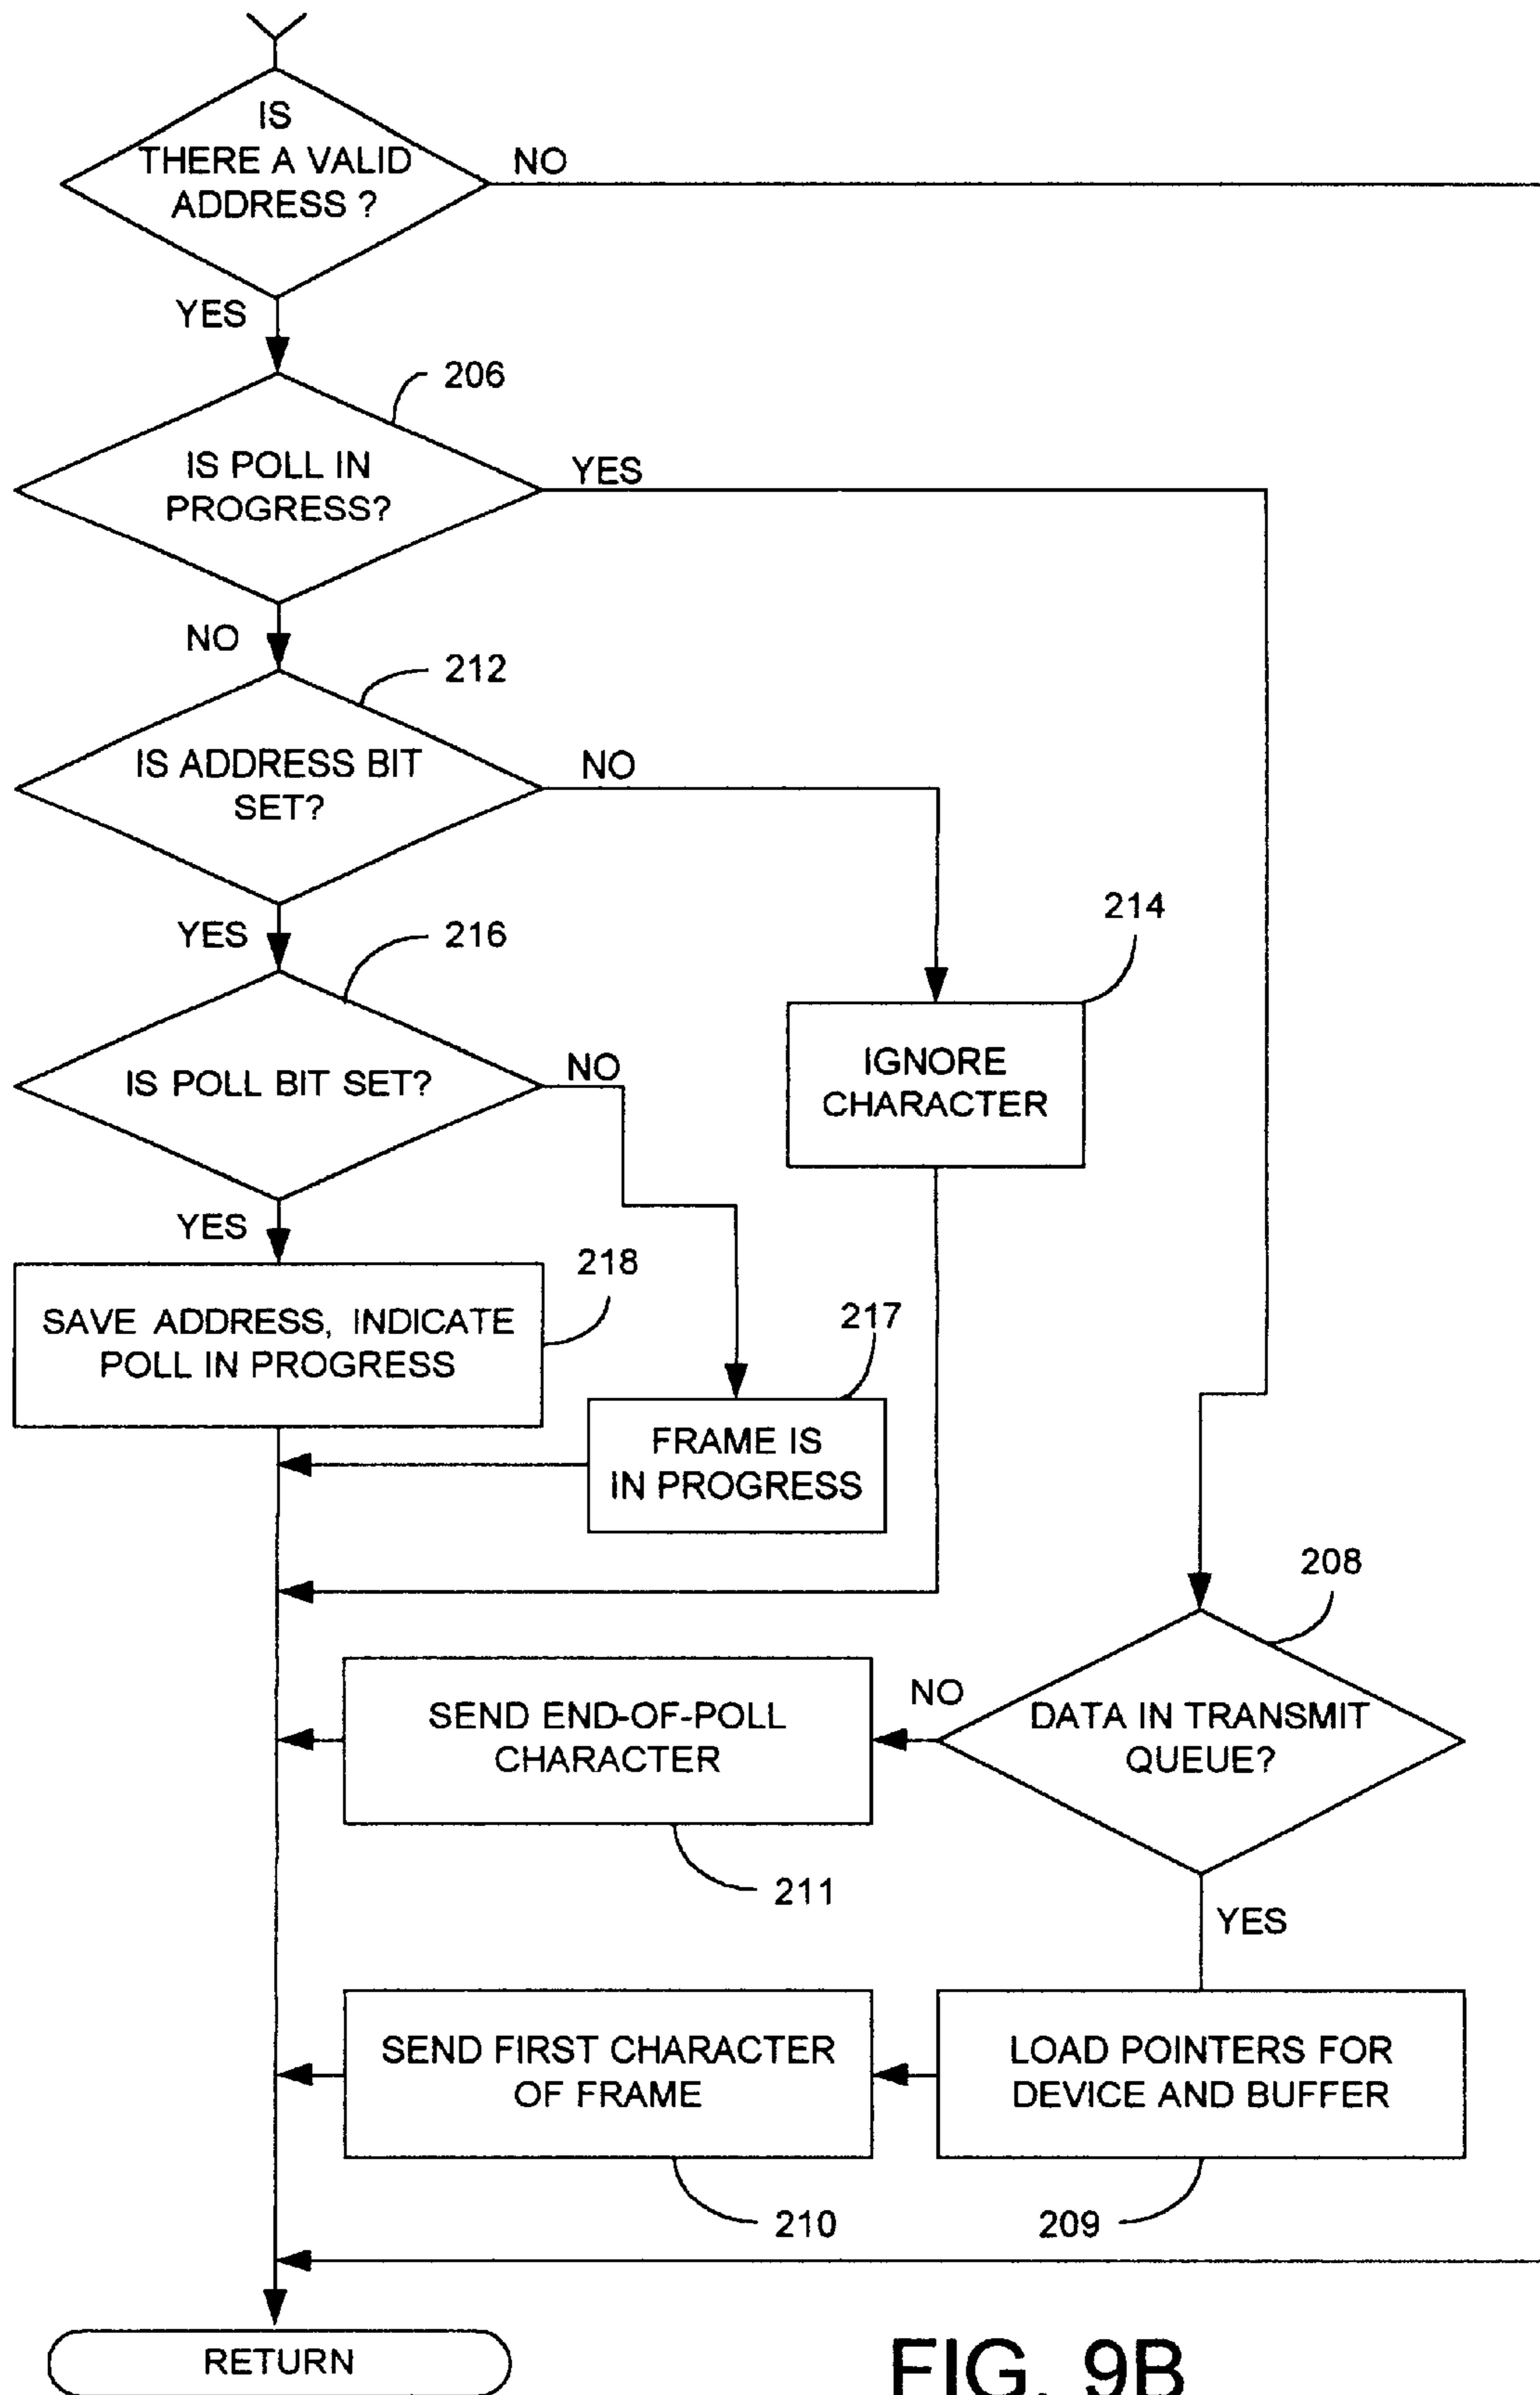 IS
THERE A VALID
ADDRESS ?
NO
YES
206
IS POLL IN
PROGRESS?
YES
NO
212
IS ADDRESS BIT
SET?
NO
YES
216
214
IS POLL BIT SET?
NO
IGNORE
CHARACTER
YES
218
SAVE ADDRESS, INDICATE
POLL IN PROGRESS
217
FRAME IS
IN PROGRESS
208
DATA IN TRANSMIT
QUEUE?
NO
SEND END-OF-POLL
CHARACTER
211
YES
SEND FIRST CHARACTER
OF FRAME
LOAD POINTERS FOR
DEVICE AND BUFFER
210
209
RETURN
FIG. 9B